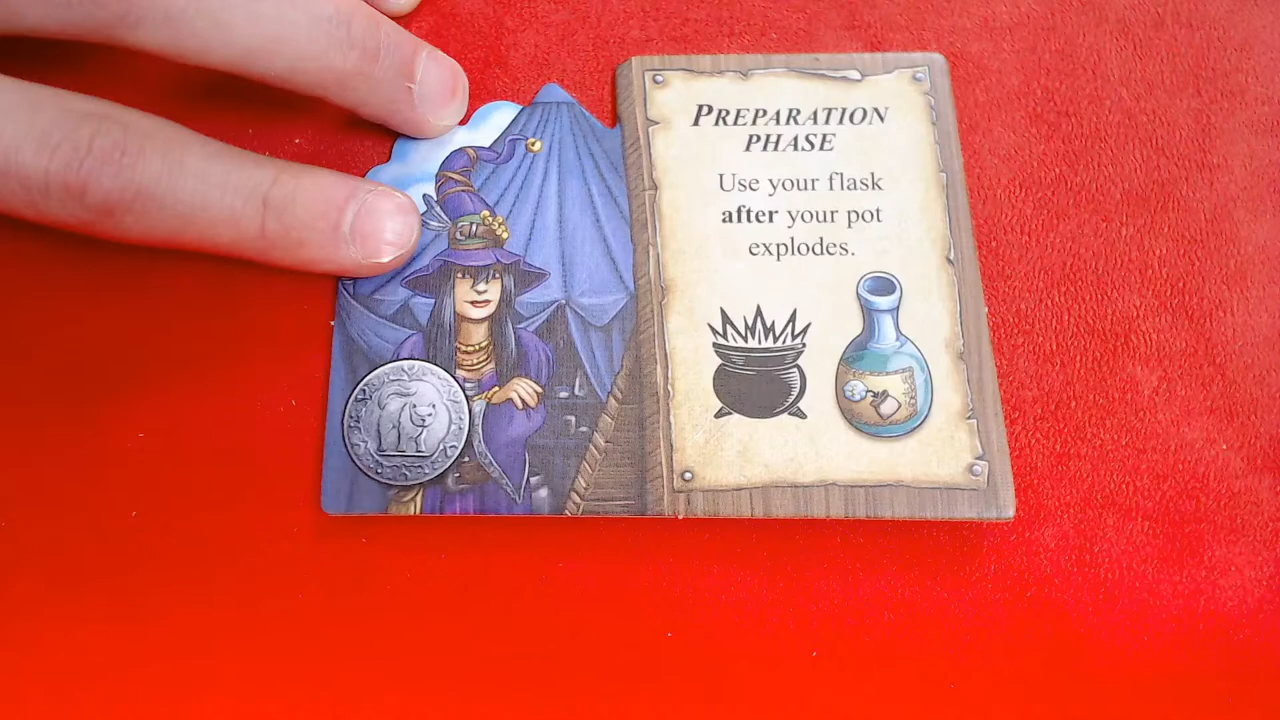 PREPARATION
PHASE
Use your flask
after your pot
explodes.